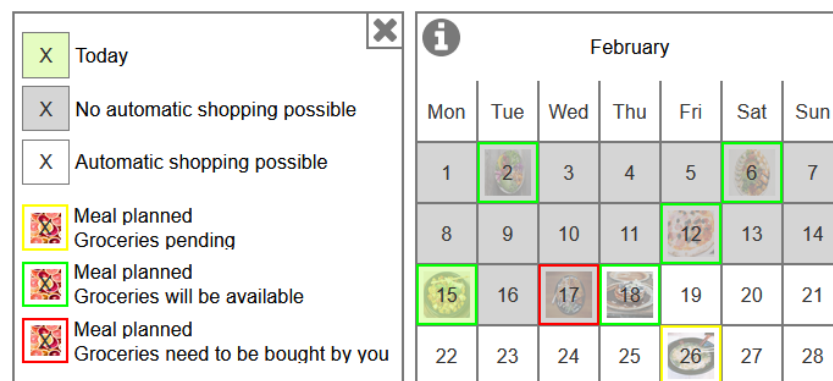 X Today
X No automatic shopping possible
X Automatic shopping possible
X Meal planned
Groceries pending
X Meal planned
Groceries will be available
X Meal planned
Groceries need to be bought by you
i
February
Mon Tue Wed Thu Fri Sat Sun
1 2 3 4 5 6 7
8 9 10 11 12 13 14
15 16 17 18 19 20 21
22 23 24 25 26 27 28